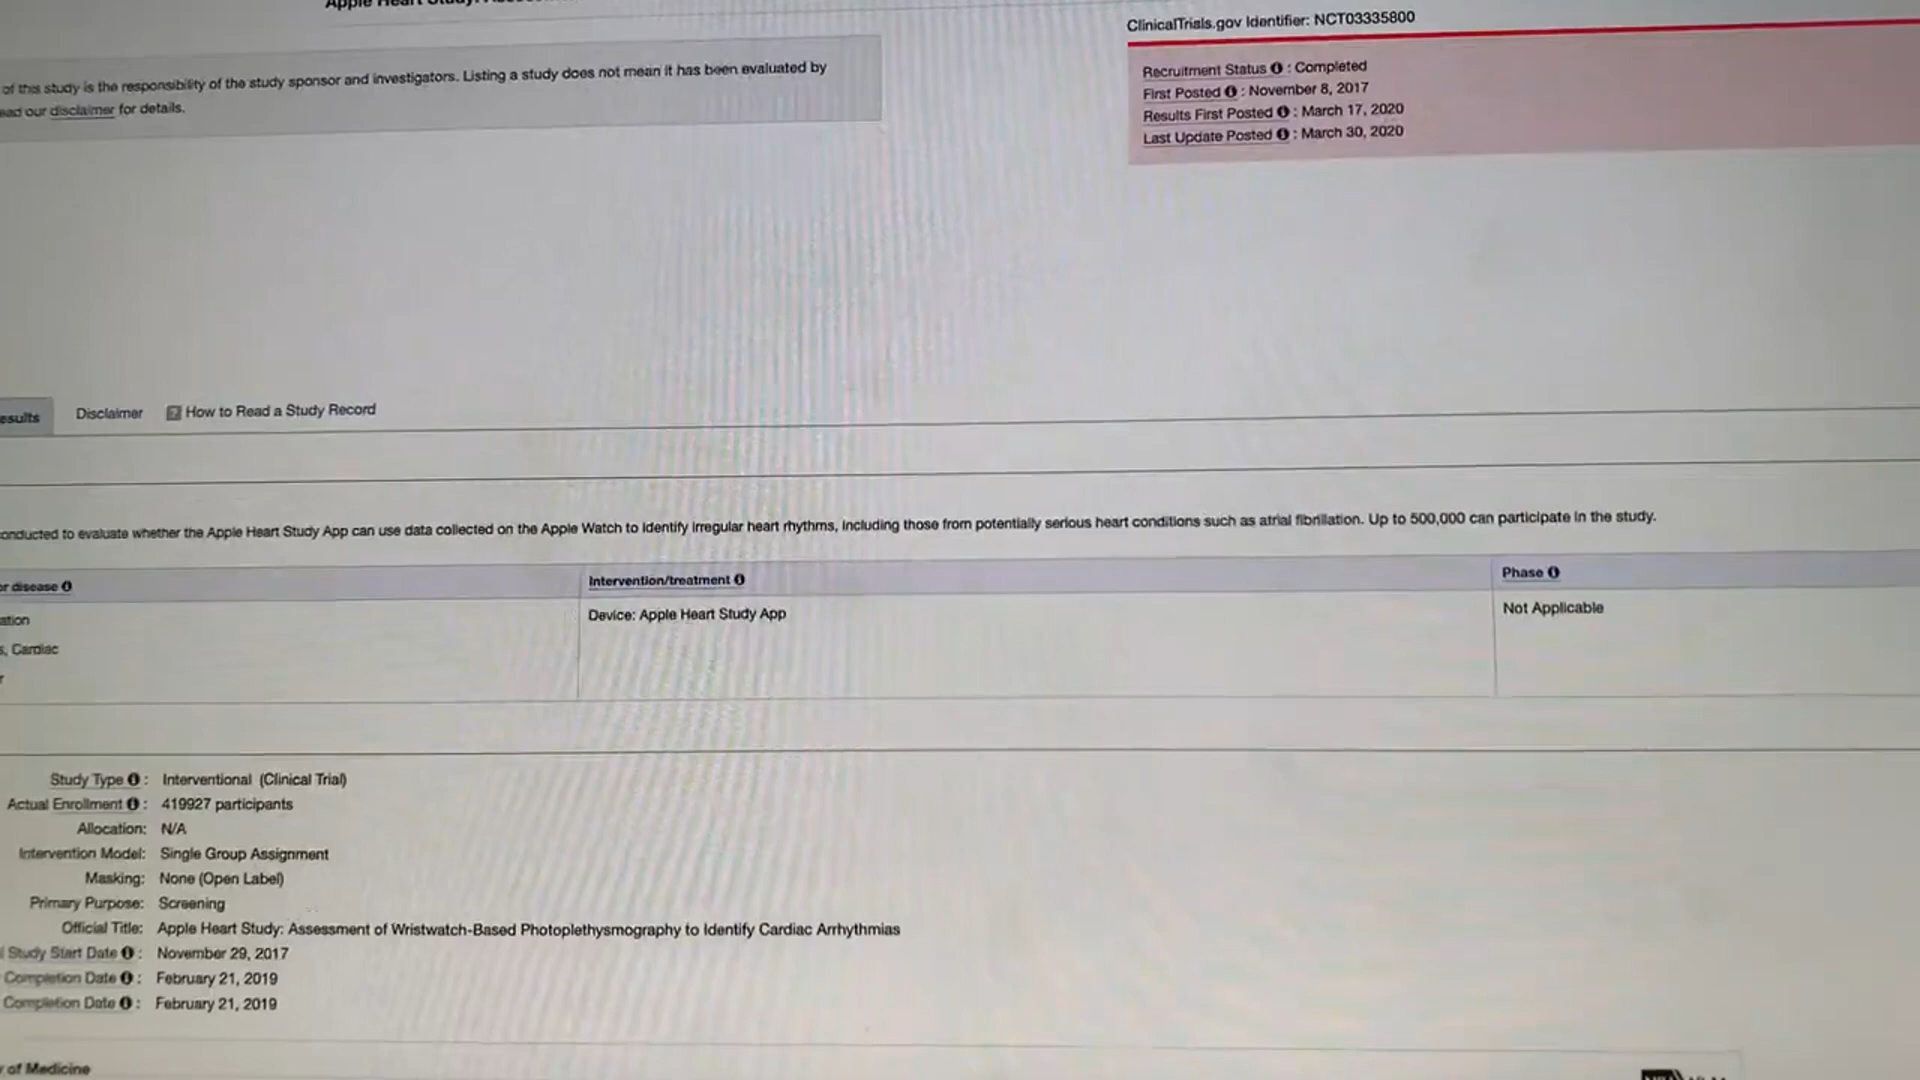 Apple Heart Study:
ClinicalTrials.gov Identifier: NCT03335800
of this study is the responsibility of the study sponsor and investigators. Listing a study does not mean it has been evaluated by
ead our disclaimer for details.
Recruitment Status : Completed
First Posted : November 8, 2017
Results First Posted : March 17, 2020
Last Update Posted : March 30, 2020
esults Disclaimer ? How to Read a Study Record
onducted to evaluate whether the Apple Heart Study App can use data collected on the Apple Watch to identify irregular heart rhythms, including those from potentially serious heart conditions such as atrial fibrillation. Up to 500,000 can participate in the study.
or disease Intervention/treatment Phase
ation Device: Apple Heart Study App Not Applicable
s, Cardiac
r
Study Type : Interventional (Clinical Trial)
Actual Enrollment : 419927 participants
Allocation: N/A
Intervention Model: Single Group Assignment
Masking: None (Open Label)
Primary Purpose: Screening
Official Title: Apple Heart Study: Assessment of Wristwatch-Based Photoplethysmography to Identify Cardiac Arrhythmias
l Study Start Date : November 29, 2017
Completion Date : February 21, 2019
Completion Date : February 21, 2019
y of Medicine